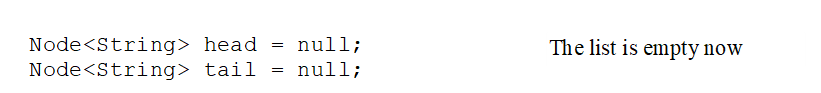 Node<String> head = null;
Node<String> tail = null;
The list is empty now